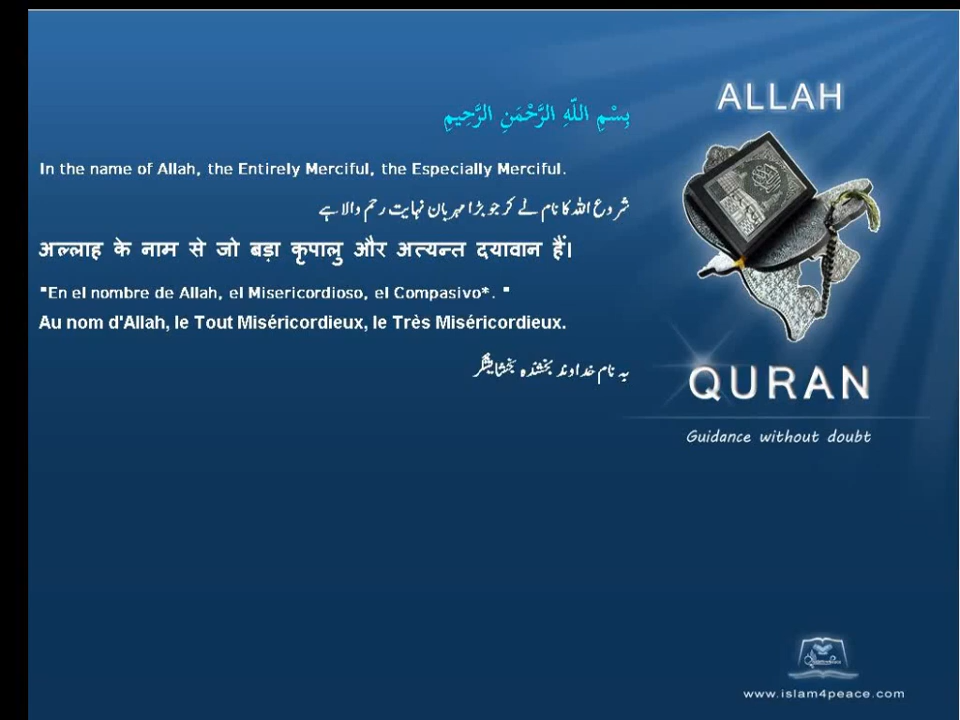 بِسْمِ اللَّهِ الرَّحْمَنِ الرَّحِيمِ
In the name of Allah, the Entirely Merciful, the Especially Merciful.
شروع اللہ کا نام لے کر جو بڑا مہربان نہایت رحم والا ہے
अल्लाह के नाम से जो बड़ा कृपालु और अत्यन्त दयावान हैं।
"En el nombre de Allah, el Misericordioso, el Compasivo*. "
Au nom d'Allah, le Tout Miséricordieux, le Très Miséricordieux.
به نام خداوند بخشنده بخشایشگر
ALLAH
QURAN
Guidance without doubt
www.islam4peace.com